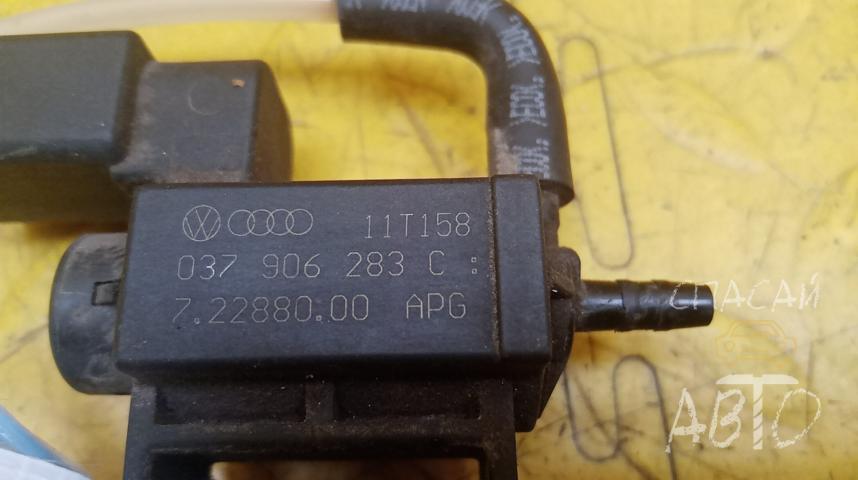 11T158
037 906 283 C :
7.22880.00 APG
СПАСАЙ
АВТО